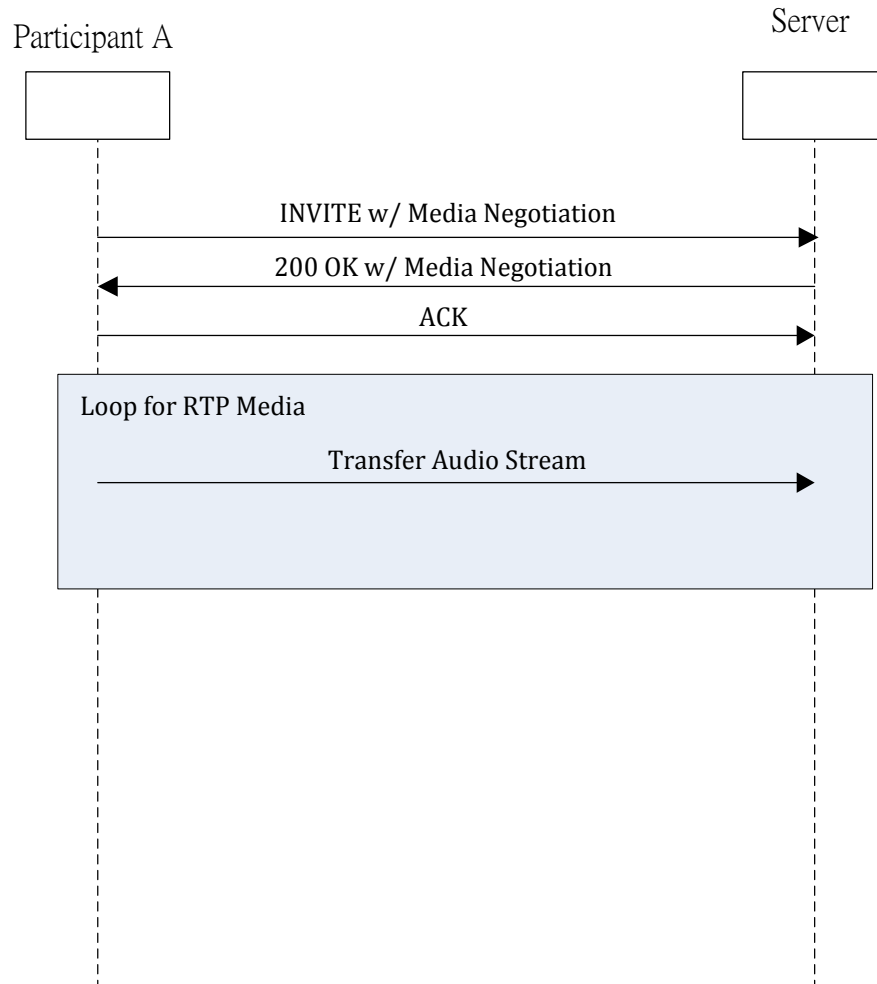 Participant A
Server
INVITE w/ Media Negotiation
200 OK w/ Media Negotiation
ACK
Loop for RTP Media
Transfer Audio Stream